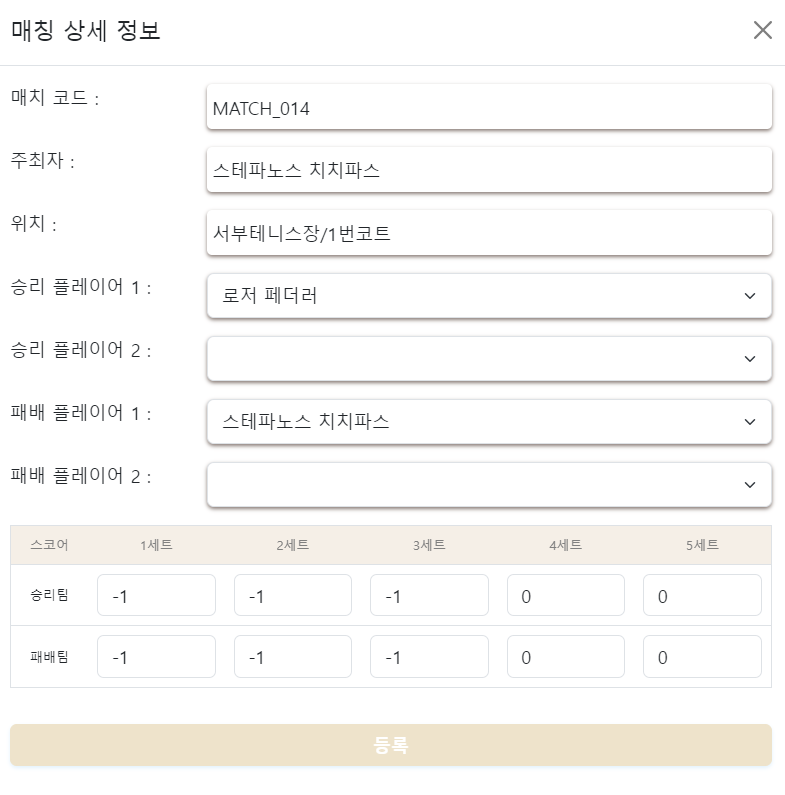 매칭 상세 정보
매치 코드 : MATCH_014
주최자 : 스테파노스 치치파스
위치 : 서부테니스장/1번코트
승리 플레이어 1 : 로저 페더러
승리 플레이어 2 :
패배 플레이어 1 : 스테파노스 치치파스
패배 플레이어 2 :
스코어 1세트 2세트 3세트 4세트 5세트
승리팀 -1 -1 -1 0 0
패배팀 -1 -1 -1 0 0
등록